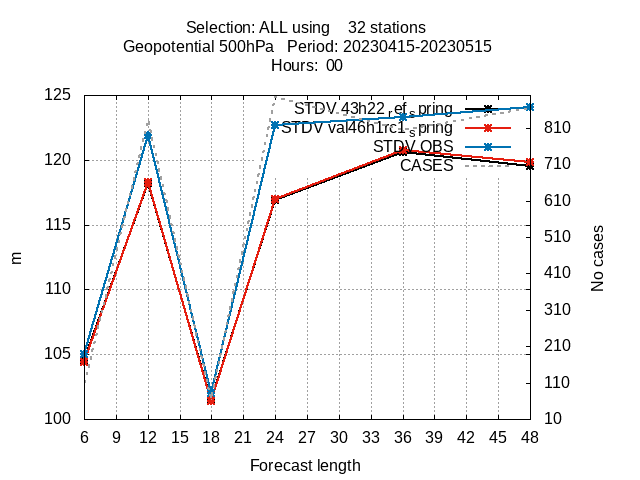 Selection: ALL using    32 stations
Geopotential 500hPa   Period: 20230415-20230515
Hours:  00
125
120
115
110
105
100
m
STDV 43h22_ref_spring
STDV val46h1rc1_spring
STDV OBS
CASES
810
710
610
510
410
310
210
110
10
No cases
6 9 12 15 18 21 24 27 30 33 36 39 42 45 48
Forecast length